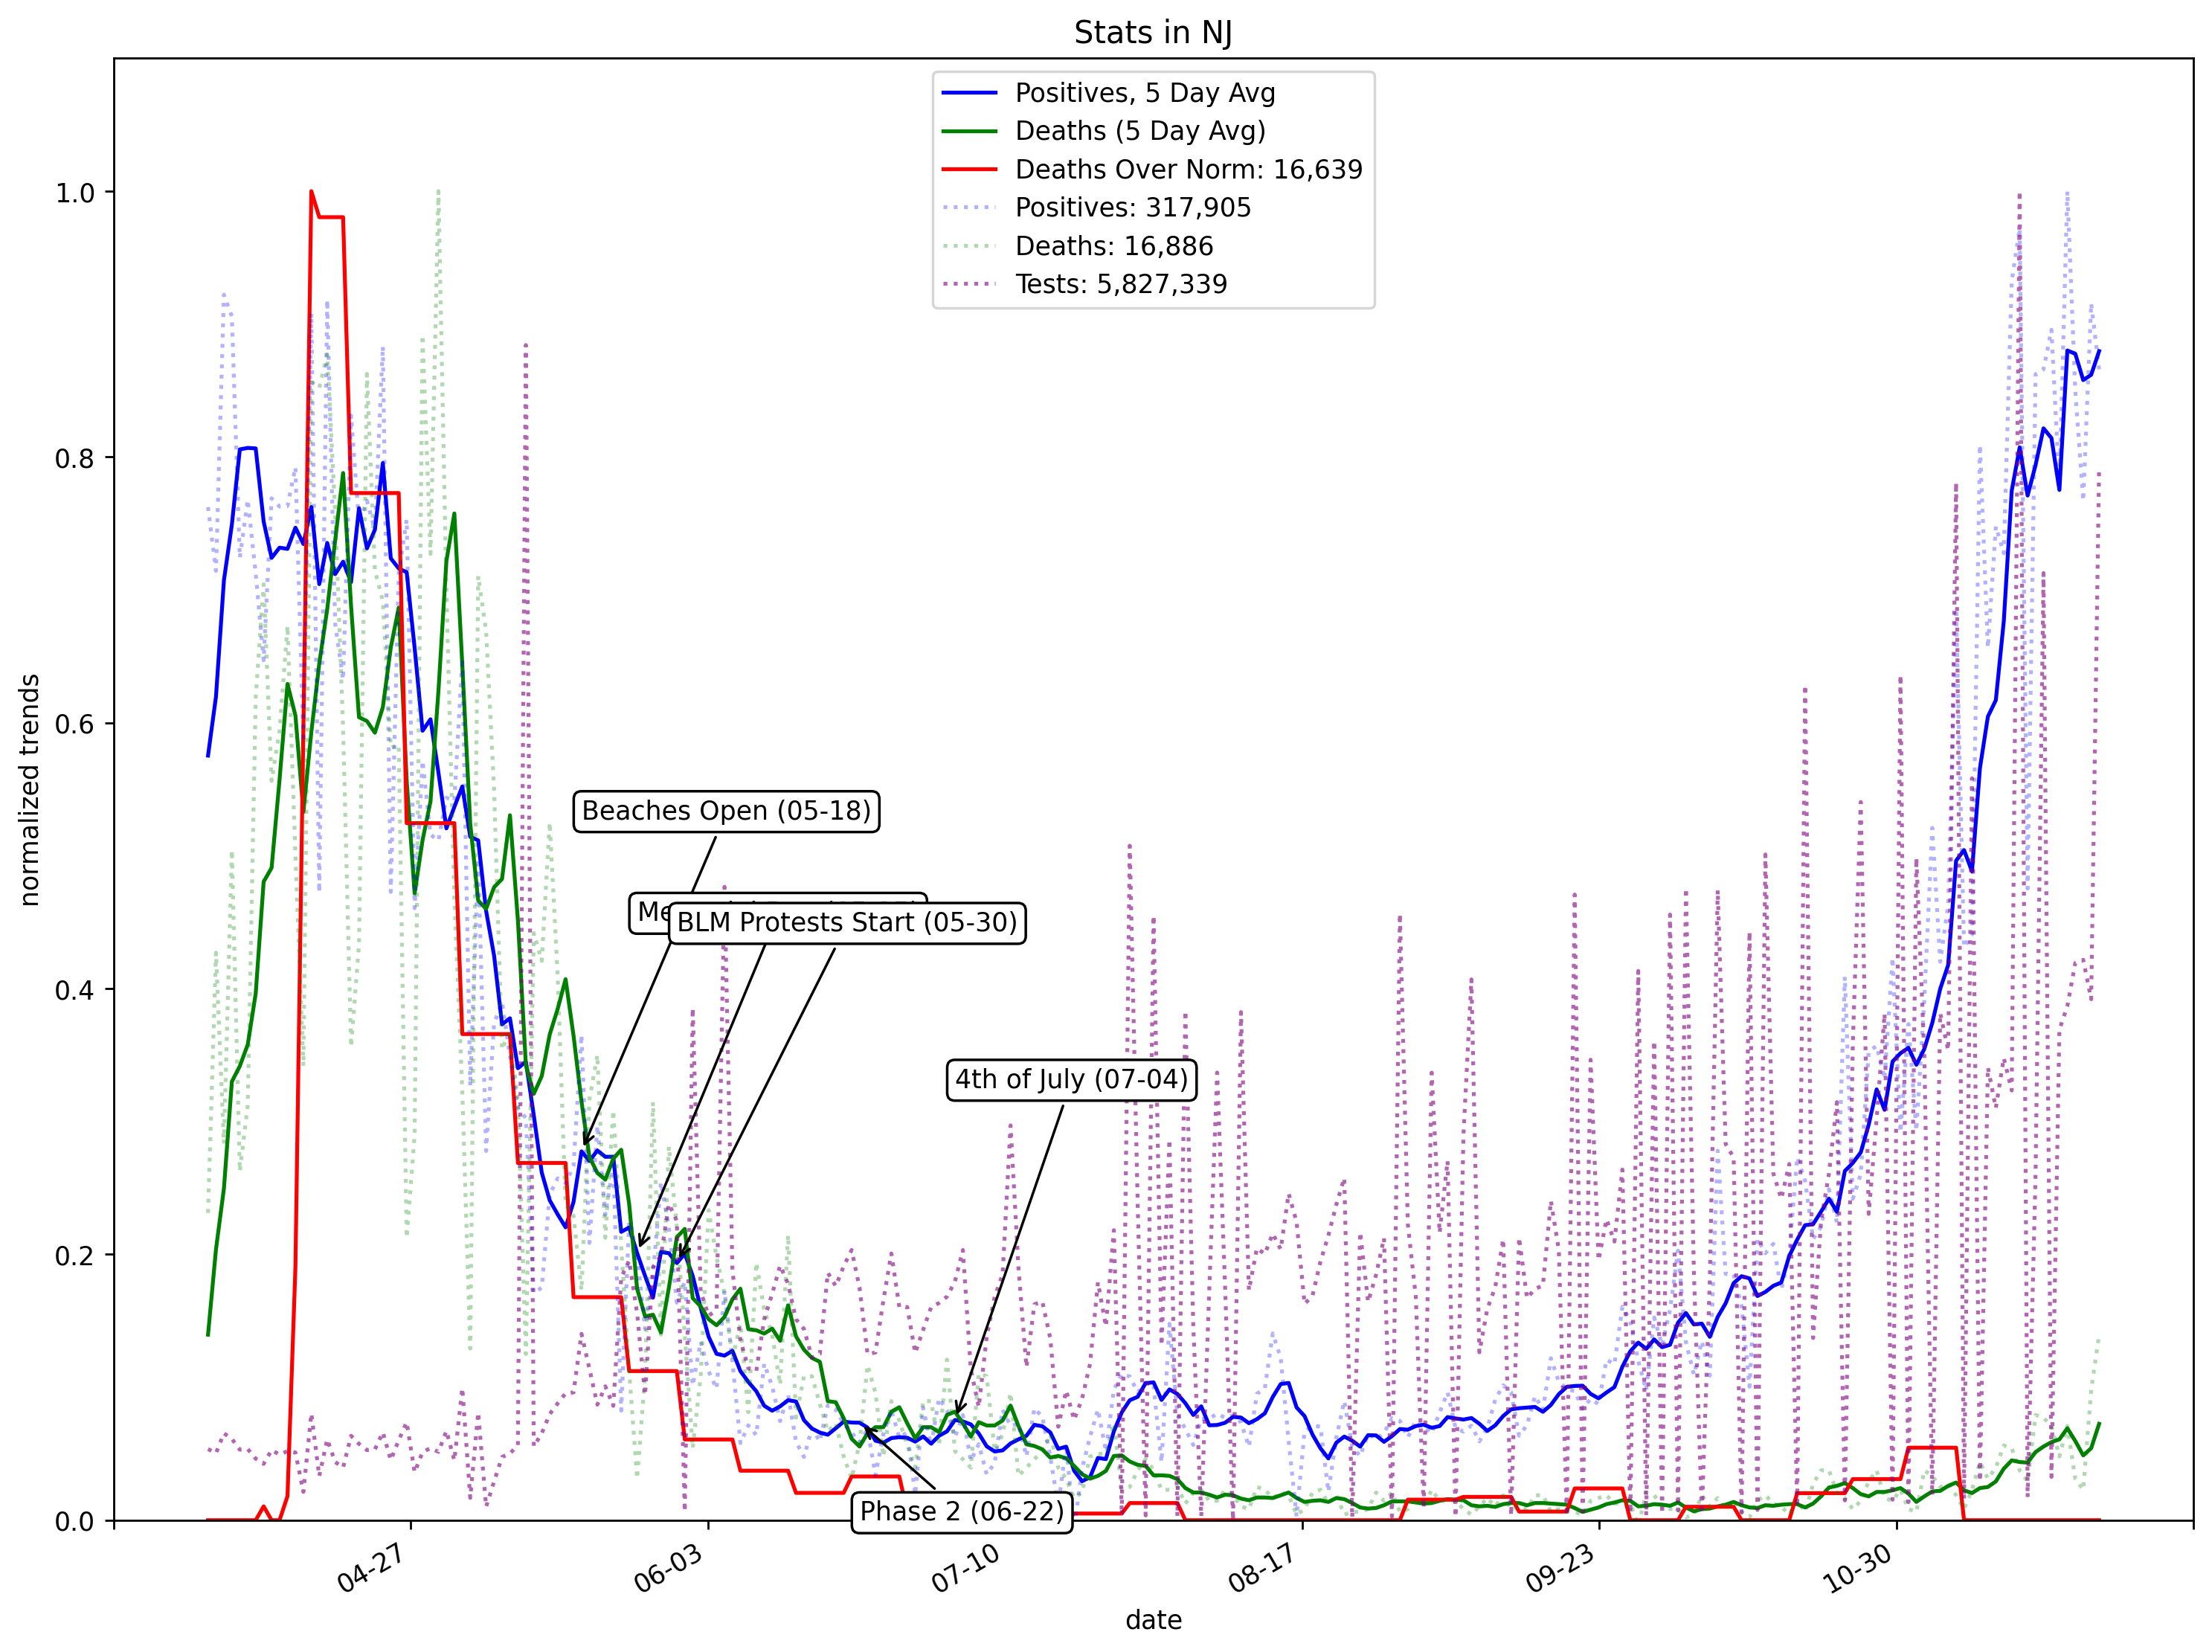 Stats in NJ
Positives, 5 Day Avg
Deaths (5 Day Avg)
Deaths Over Norm: 16,639
Positives: 317,905
Deaths: 16,886
Tests: 5,827,339
1.0
0.8
0.6
0.4
0.2
0.0
normalized trends
Beaches Open (05-18)
BLM Protests Start (05-30)
4th of July (07-04)
Phase 2 (06-22)
04-27
06-03
07-10
08-17
09-23
10-30
date